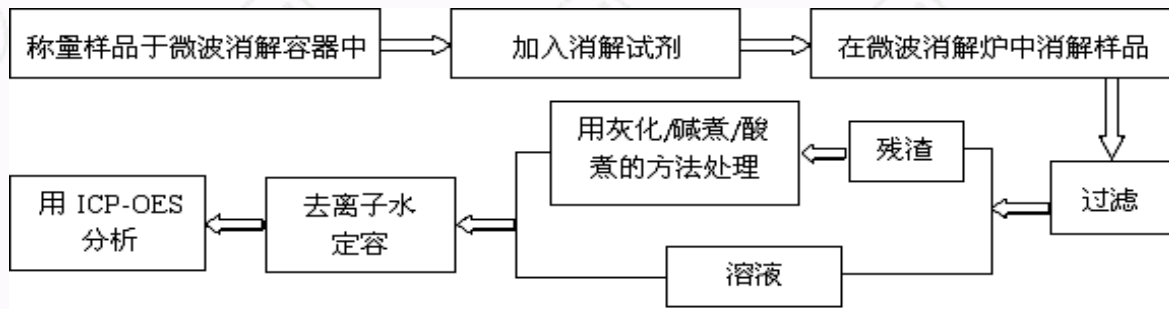 称量样品于微波消解容器中
加入消解试剂
在微波消解炉中消解样品
过滤
残渣
用灰化/碱煮/酸
煮的方法处理
溶液
去离子水
定容
用 ICP-OES
分析